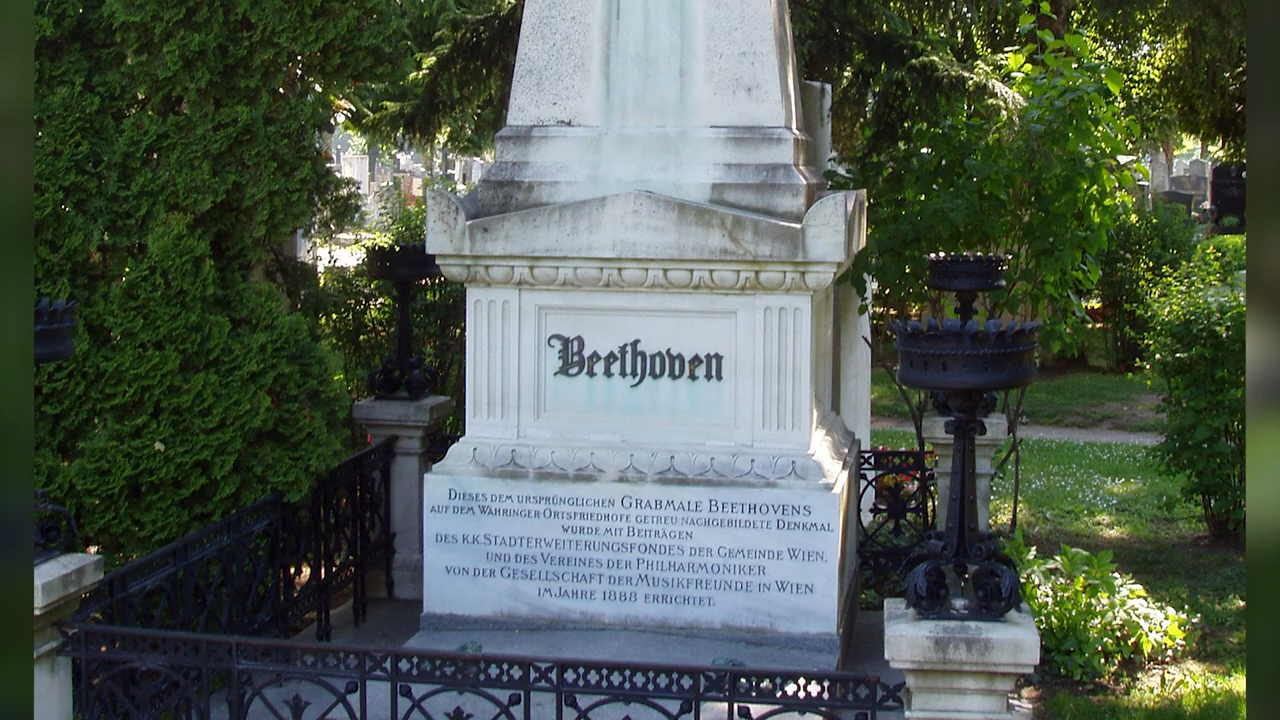 Beethoven
DIESES DEM URSPRÜNGLICHEN GRABMALE BEETHOVENS
AUF DEM WÄHRINGER-ORTSFRIEDHOFE GETREU NACHGEBILDETE DENKMAL
WURDE MIT BEITRÄGEN
DES K.K. STADTERWEITERUNGSFONDES DER GEMEINDE WIEN,
UND DES VEREINES DER PHILHARMONIKER
VON DER GESELLSCHAFT DER MUSIKFREUNDE IN WIEN
IM JAHRE 1888 ERRICHTET.